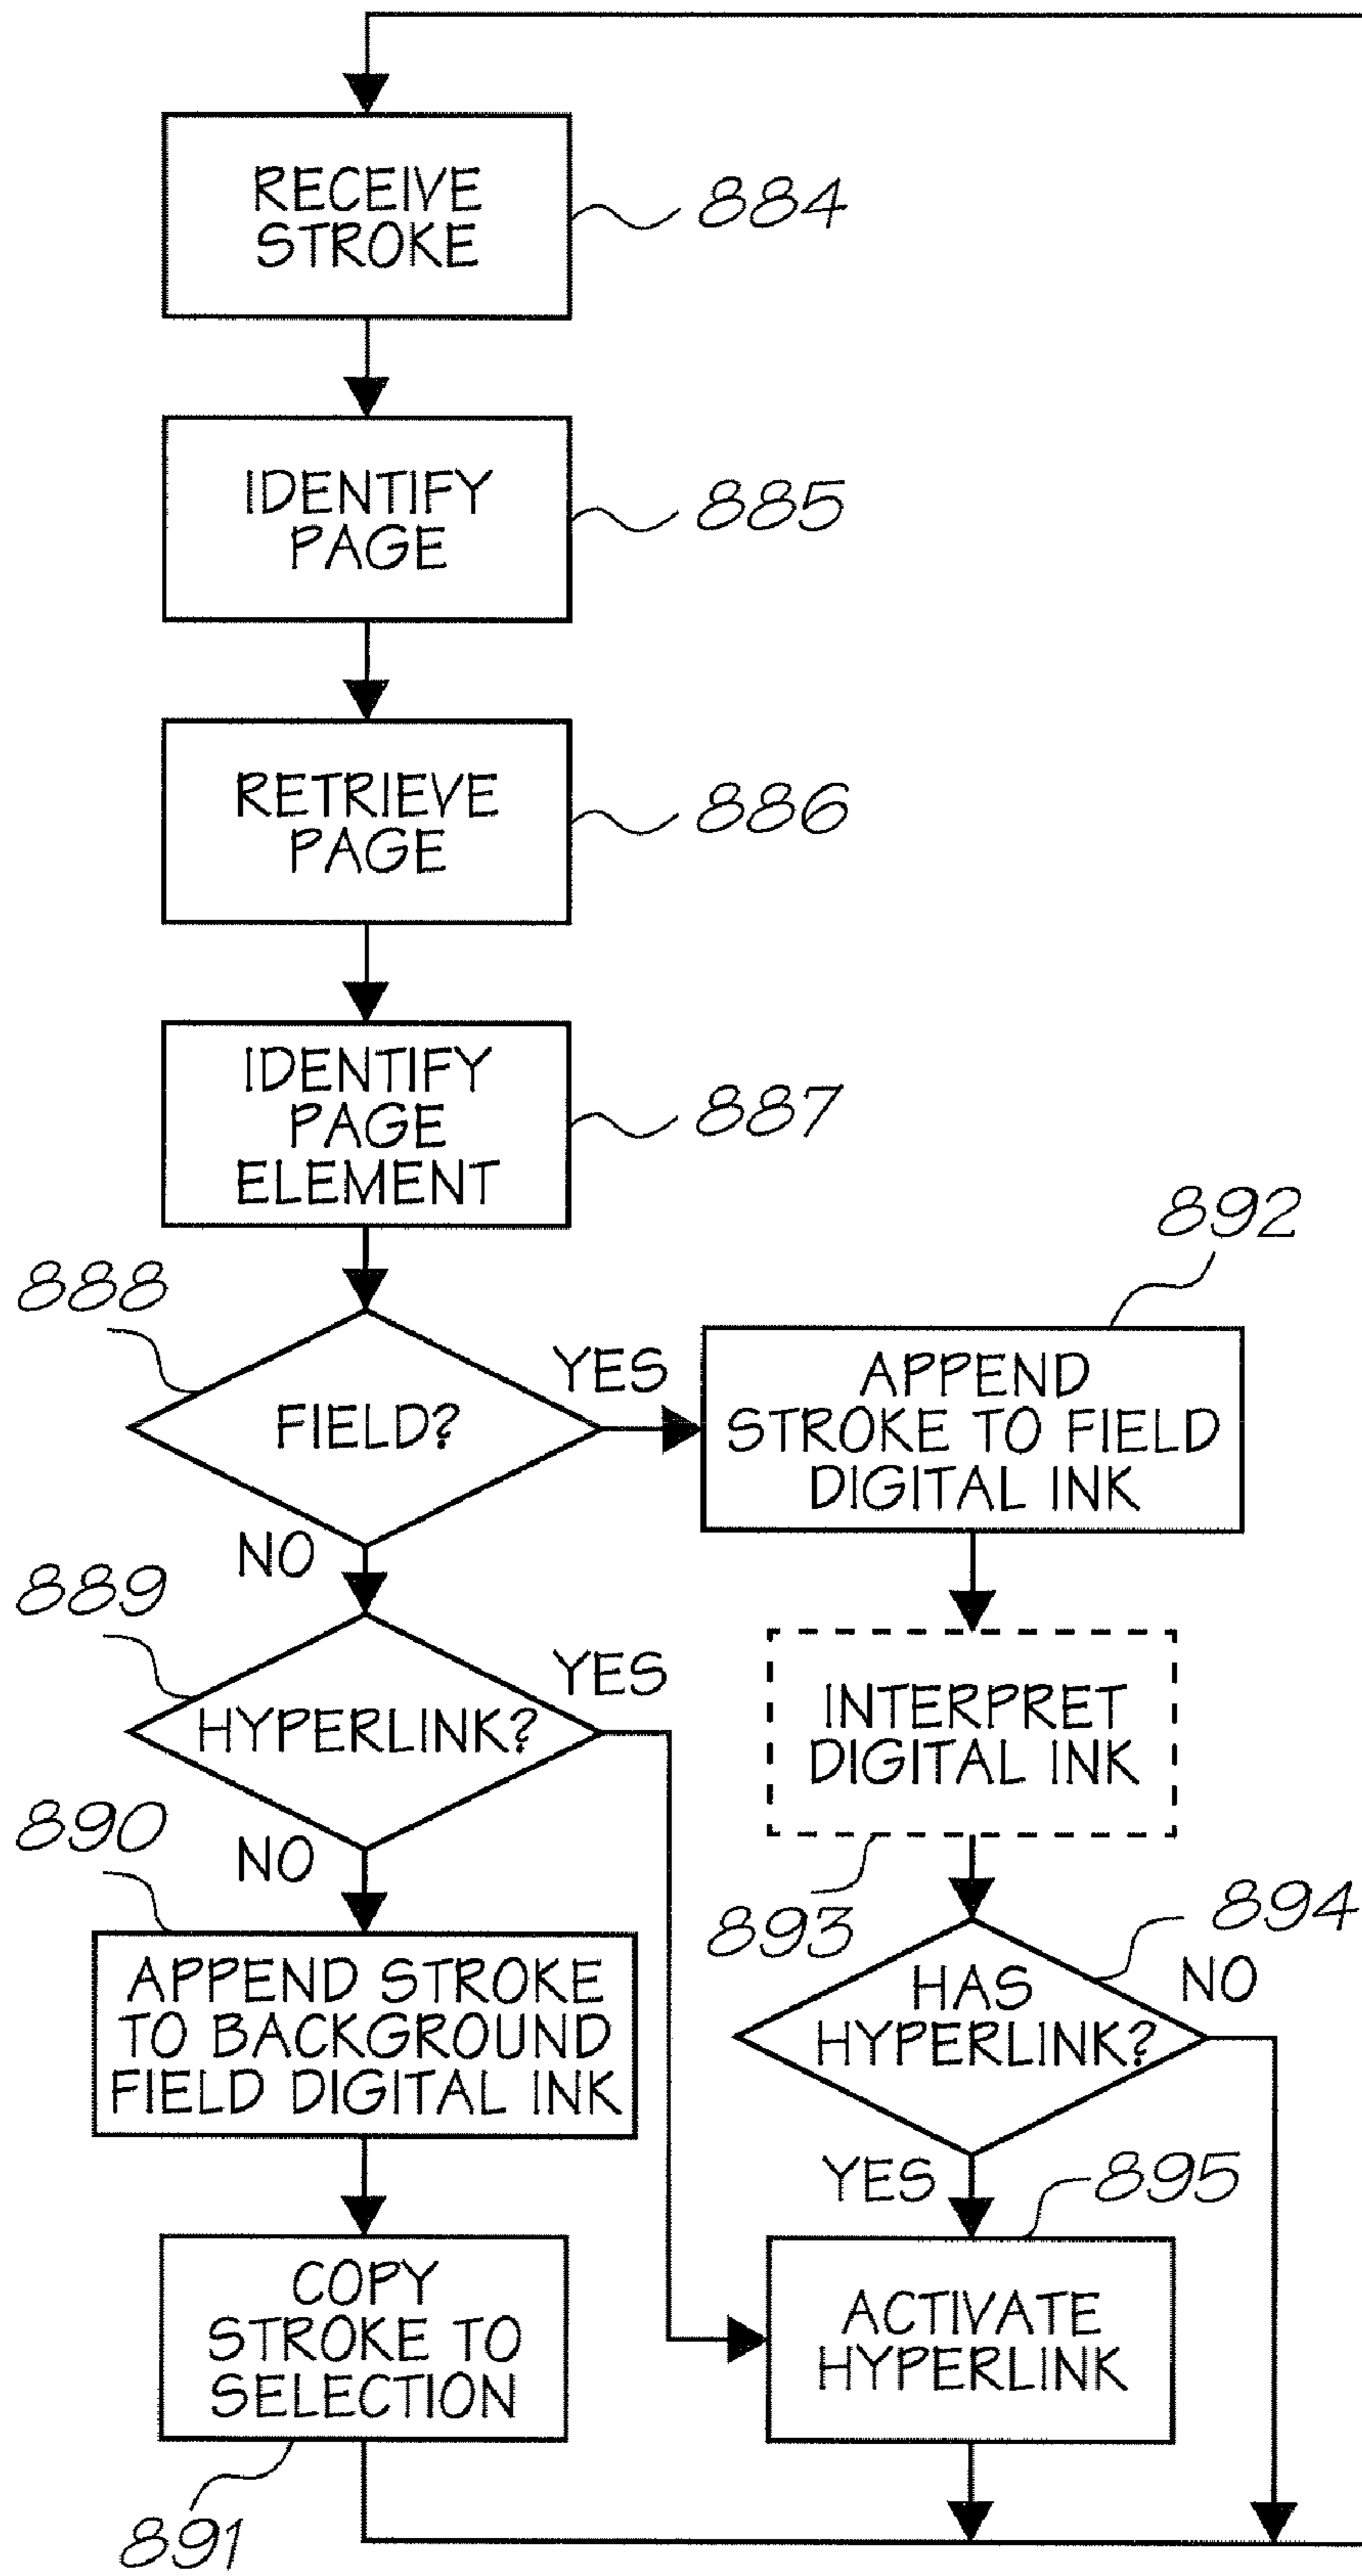 RECEIVE
STROKE
884
IDENTIFY
PAGE
885
RETRIEVE
PAGE
886
IDENTIFY
PAGE
ELEMENT
887
888
FIELD?
YES
NO
892
APPEND
STROKE TO FIELD
DIGITAL INK
889
HYPERLINK?
YES
NO
INTERPRET
DIGITAL INK
893
890
APPEND STROKE
TO BACKGROUND
FIELD DIGITAL INK
894
HAS
HYPERLINK?
NO
YES
895
COPY
STROKE TO
SELECTION
891
ACTIVATE
HYPERLINK